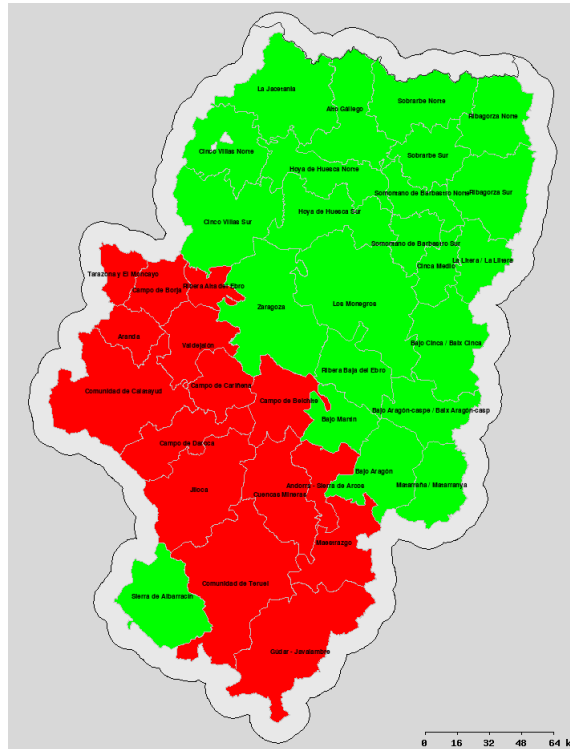 La Jacetania
Alto Gállego
Sobrarbe Norte
Ribagorza Norte
Cinco Villas Norte
Hoya de Huesca Norte
Sobrarbe Sur
Somontano de Barbastro Norte
Ribagorza Sur
Cinco Villas Sur
Hoya de Huesca Sur
Somontano de Barbastro Sur
Cinca Medio
La Litera / La Llitera
Tarazona y El Moncayo
Campo de Borja
Ribera Alta del Ebro
Zaragoza
Los Monegros
Aranda
Valdejalón
Bajo Cinca / Baix Cinca
Ribera Baja del Ebro
Comunidad de Calatayud
Campo de Cariñena
Campo de Belchite
Bajo Martín
Bajo Aragón-caspe / Baix Aragón-casp
Campo de Daroca
Bajo Aragón
Jiloca
Andorra - Sierra de Arcos
Cuencas Mineras
Matarraña / Matarranya
Maestrazgo
Comunidad de Teruel
Sierra de Albarracín
Gúdar - Javalambre
0 16 32 48 64 k